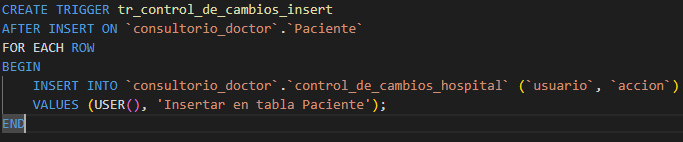 CREATE TRIGGER tr_control_de_cambios_insert
AFTER INSERT ON `consultorio_doctor`.`Paciente`
FOR EACH ROW
BEGIN
    INSERT INTO `consultorio_doctor`.`control_de_cambios_hospital` (`usuario`, `accion`)
    VALUES (USER(), 'Insertar en tabla Paciente');
END